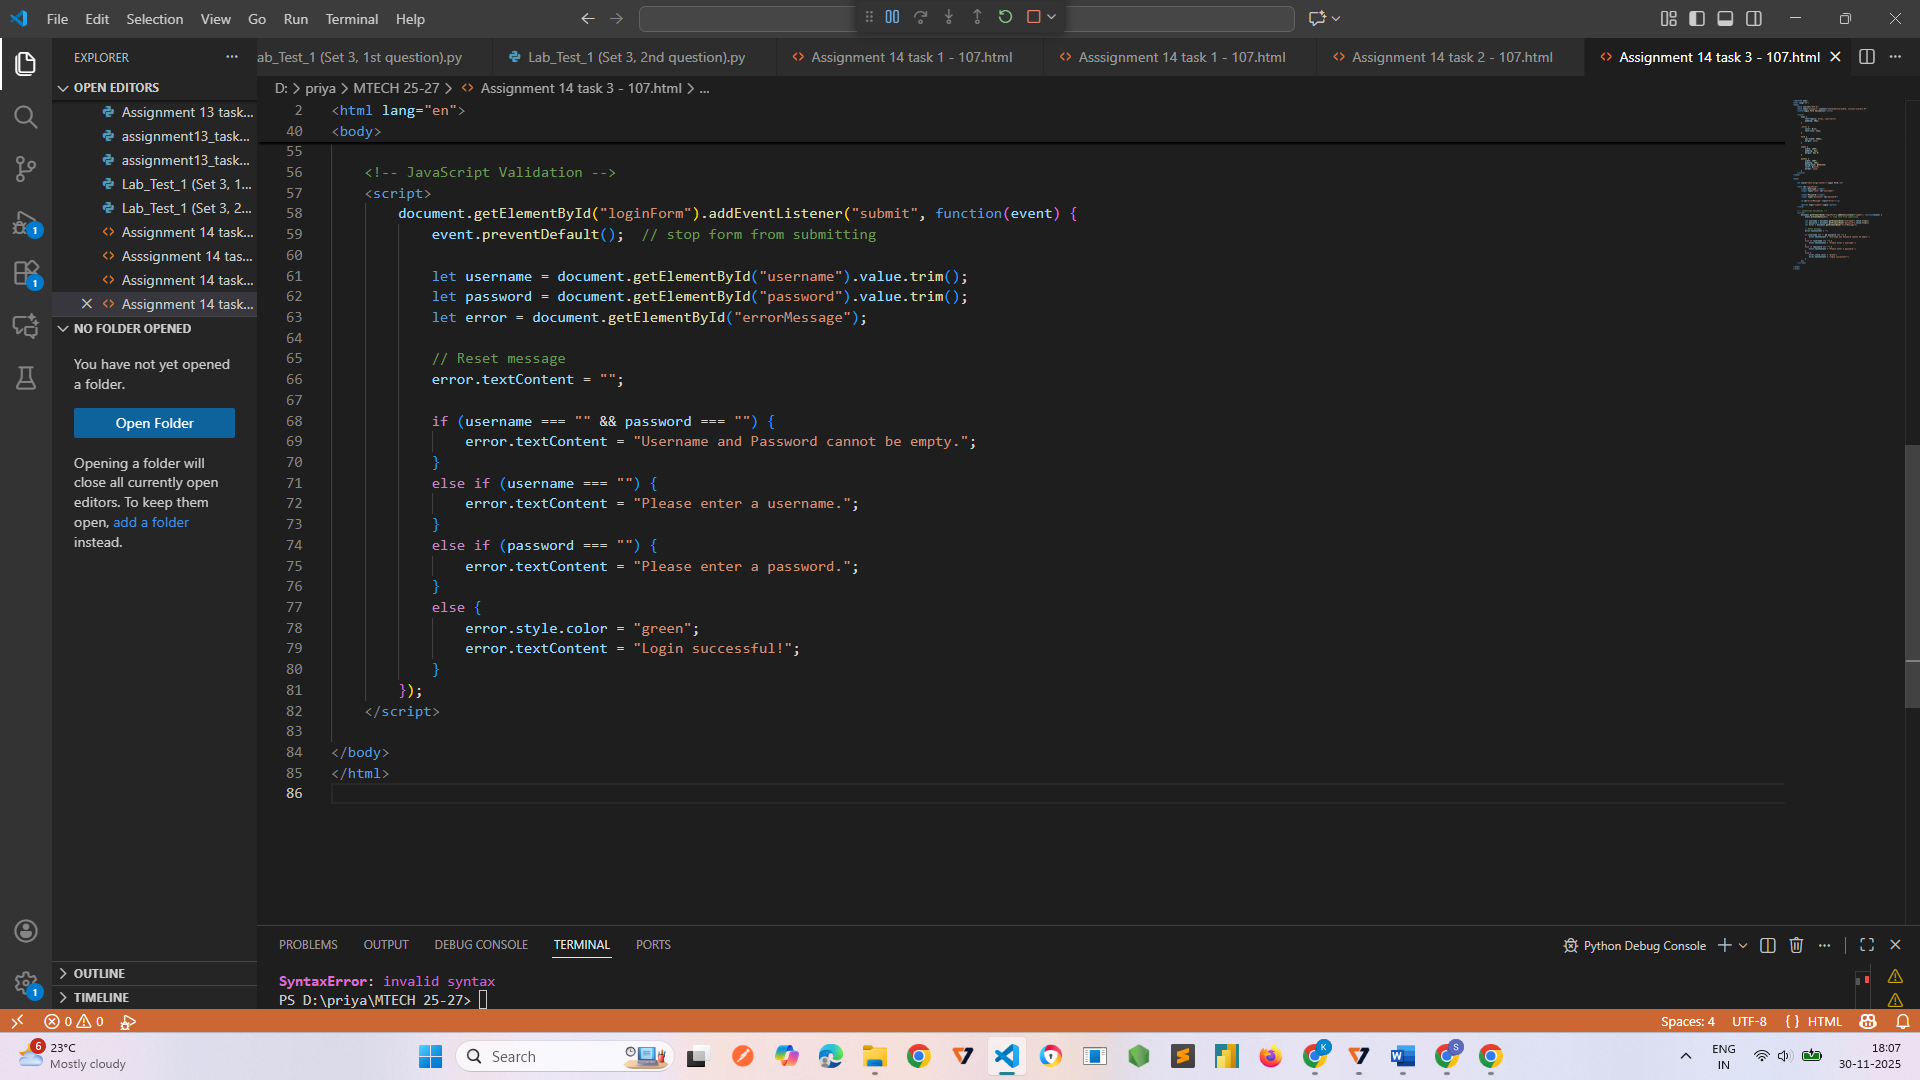 File Edit Selection View Go Run Terminal Help
EXPLORER
OPEN EDITORS
Assignment 13 task...
assignment13_task...
assignment13_task...
Lab_Test_1 (Set 3, 1...
Lab_Test_1 (Set 3, 2...
Assignment 14 task...
Asssignment 14 tas...
Assignment 14 task...
Assignment 14 task...
NO FOLDER OPENED
You have not yet opened
a folder.
Open Folder
Opening a folder will
close all currently open
editors. To keep them
open, add a folder
instead.
OUTLINE
TIMELINE
ab_Test_1 (Set 3, 1st question).py Lab_Test_1 (Set 3, 2nd question).py Assignment 14 task 1 - 107.html Asssignment 14 task 1 - 107.html Assignment 14 task 2 - 107.html Assignment 14 task 3 - 107.html
D: > priya > MTECH 25-27 > Assignment 14 task 3 - 107.html > ...
2 <html lang="en">
40 <body>
55
56 <!-- JavaScript Validation -->
57 <script>
58 document.getElementById("loginForm").addEventListener("submit", function(event) {
59 event.preventDefault(); // stop form from submitting
60
61 let username = document.getElementById("username").value.trim();
62 let password = document.getElementById("password").value.trim();
63 let error = document.getElementById("errorMessage");
64
65 // Reset message
66 error.textContent = "";
67
68 if (username === "" && password === "") {
69 error.textContent = "Username and Password cannot be empty.";
70 }
71 else if (username === "") {
72 error.textContent = "Please enter a username.";
73 }
74 else if (password === "") {
75 error.textContent = "Please enter a password.";
76 }
77 else {
78 error.style.color = "green";
79 error.textContent = "Login successful!";
80 }
81 });
82 </script>
83
84 </body>
85 </html>
86
PROBLEMS OUTPUT DEBUG CONSOLE TERMINAL PORTS
Python Debug Console
SyntaxError: invalid syntax
PS D:\priya\MTECH 25-27>
0 0
Spaces: 4 UTF-8 { } HTML
6 23°C
Mostly cloudy
Search
ENG
IN
18:07
30-11-2025